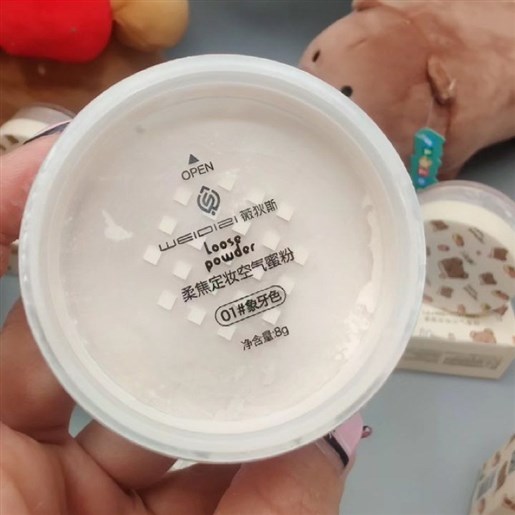 ▲
OPEN
WEIDIZI 薇狄斯
Loose
powder
柔焦定妆空气蜜粉
01#象牙色
净含量:8g